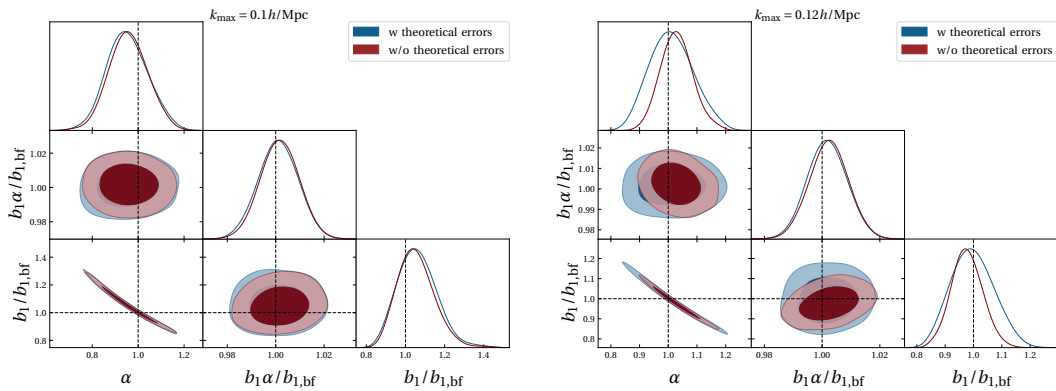 k_max = 0.1h/Mpc
w theoretical errors
w/o theoretical errors
1.02
1.00
0.98
b_1α/b_1,bf
1.4
1.2
1.0
0.8
b_1/b_1,bf
0.8 1.0 1.2
0.98 1.00 1.02
0.8 1.0 1.2 1.4
α b_1α/b_1,bf b_1/b_1,bf
k_max = 0.12h/Mpc
w theoretical errors
w/o theoretical errors
1.02
1.01
1.00
0.99
0.98
0.97
b_1α/b_1,bf
1.2
1.1
1.0
0.9
0.8
b_1/b_1,bf
0.8 0.9 1.0 1.1 1.2
0.98 1.00 1.02
0.8 0.9 1.0 1.1 1.2
α b_1α/b_1,bf b_1/b_1,bf